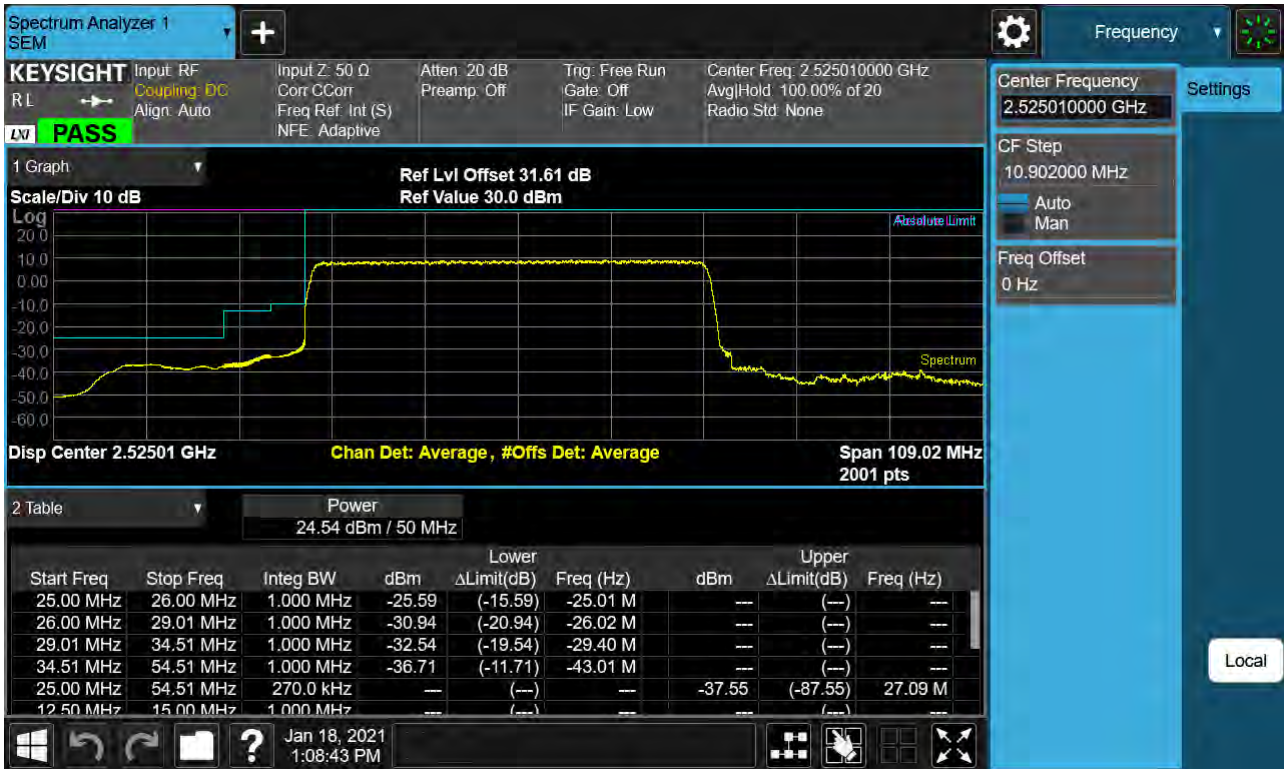 Spectrum Analyzer 1
SEM
Frequency
KEYSIGHT
R L
LXI
PASS
Input: RF
Coupling: DC
Align: Auto
Input Z: 50 Ω
Corr CCorr
Freq Ref: Int (S)
NFE: Adaptive
Atten: 20 dB
Preamp: Off
Trig: Free Run
Gate: Off
IF Gain: Low
Center Freq: 2.525010000 GHz
Avg|Hold: 100.00% of 20
Radio Std: None
Center Frequency
2.525010000 GHz
Settings
CF Step
10.902000 MHz
Auto
Man
Freq Offset
0 Hz
Local
1 Graph
Scale/Div 10 dB
Ref Lvl Offset 31.61 dB
Ref Value 30.0 dBm
Log
20.0
10.0
0.00
-10.0
-20.0
-30.0
-40.0
-50.0
-60.0
Limit
Spectrum
Disp Center 2.52501 GHz
Chan Det: Average, #Offs Det: Average
Span 109.02 MHz
2001 pts
2 Table
Power
24.54 dBm / 50 MHz
Lower Upper
Start Freq Stop Freq Integ BW dBm ΔLimit(dB) Freq (Hz) dBm ΔLimit(dB) Freq (Hz)
25.00 MHz 26.00 MHz 1.000 MHz -25.59 (-15.59) -25.01 M --- (---) ---
26.00 MHz 29.01 MHz 1.000 MHz -30.94 (-20.94) -26.02 M --- (---) ---
29.01 MHz 34.51 MHz 1.000 MHz -32.54 (-19.54) -29.40 M --- (---) ---
34.51 MHz 54.51 MHz 1.000 MHz -36.71 (-11.71) -43.01 M --- (---) ---
25.00 MHz 54.51 MHz 270.0 kHz --- (---) --- -37.55 (-87.55) 27.09 M
12.50 MHz 15.00 MHz 1.000 MHz --- (---) --- --- (---) ---
Jan 18, 2021
1:08:43 PM